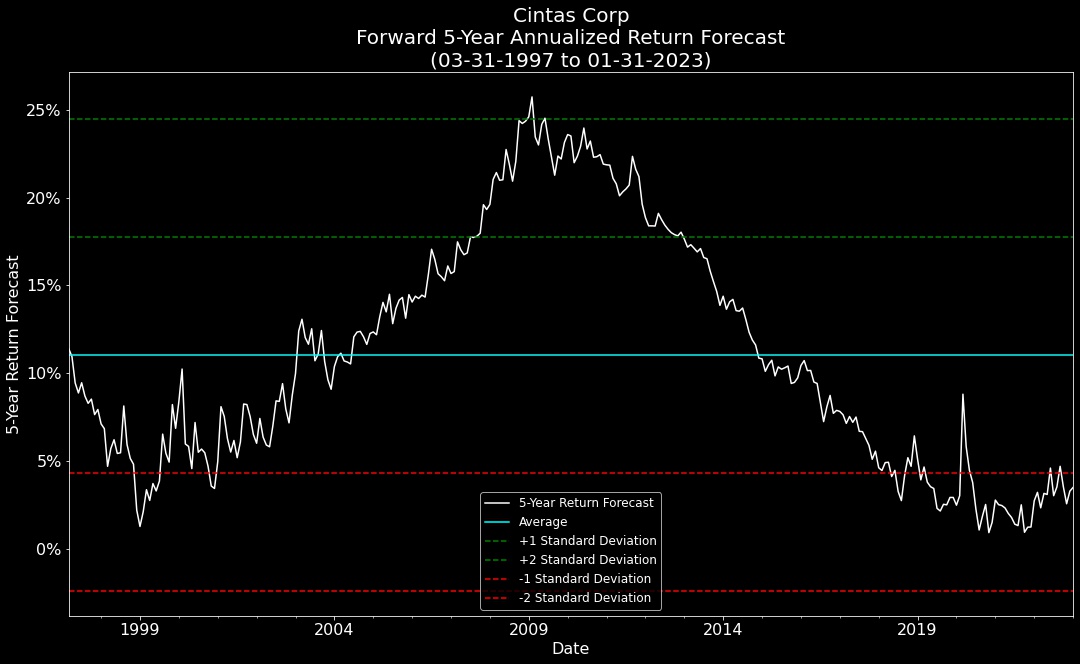 Cintas Corp
Forward 5-Year Annualized Return Forecast
(03-31-1997 to 01-31-2023)
25%
20%
15%
10%
5%
0%
5-Year Return Forecast
5-Year Return Forecast
Average
+1 Standard Deviation
+2 Standard Deviation
-1 Standard Deviation
-2 Standard Deviation
1999
2004
2009
2014
2019
Date